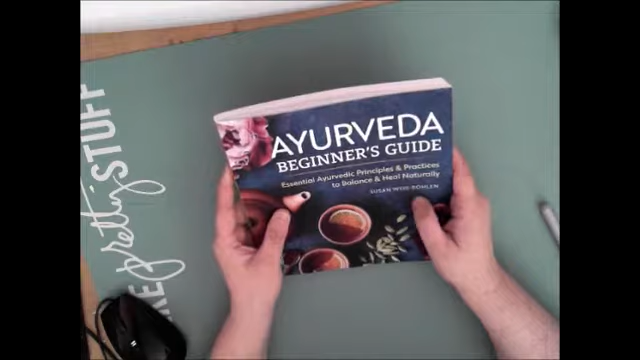 AYURVEDA
BEGINNER'S GUIDE
Essential Ayurvedic Principles & Practices
to Balance & Heal Naturally
SUSAN WEIS-BOHLEN
pretty STUFF